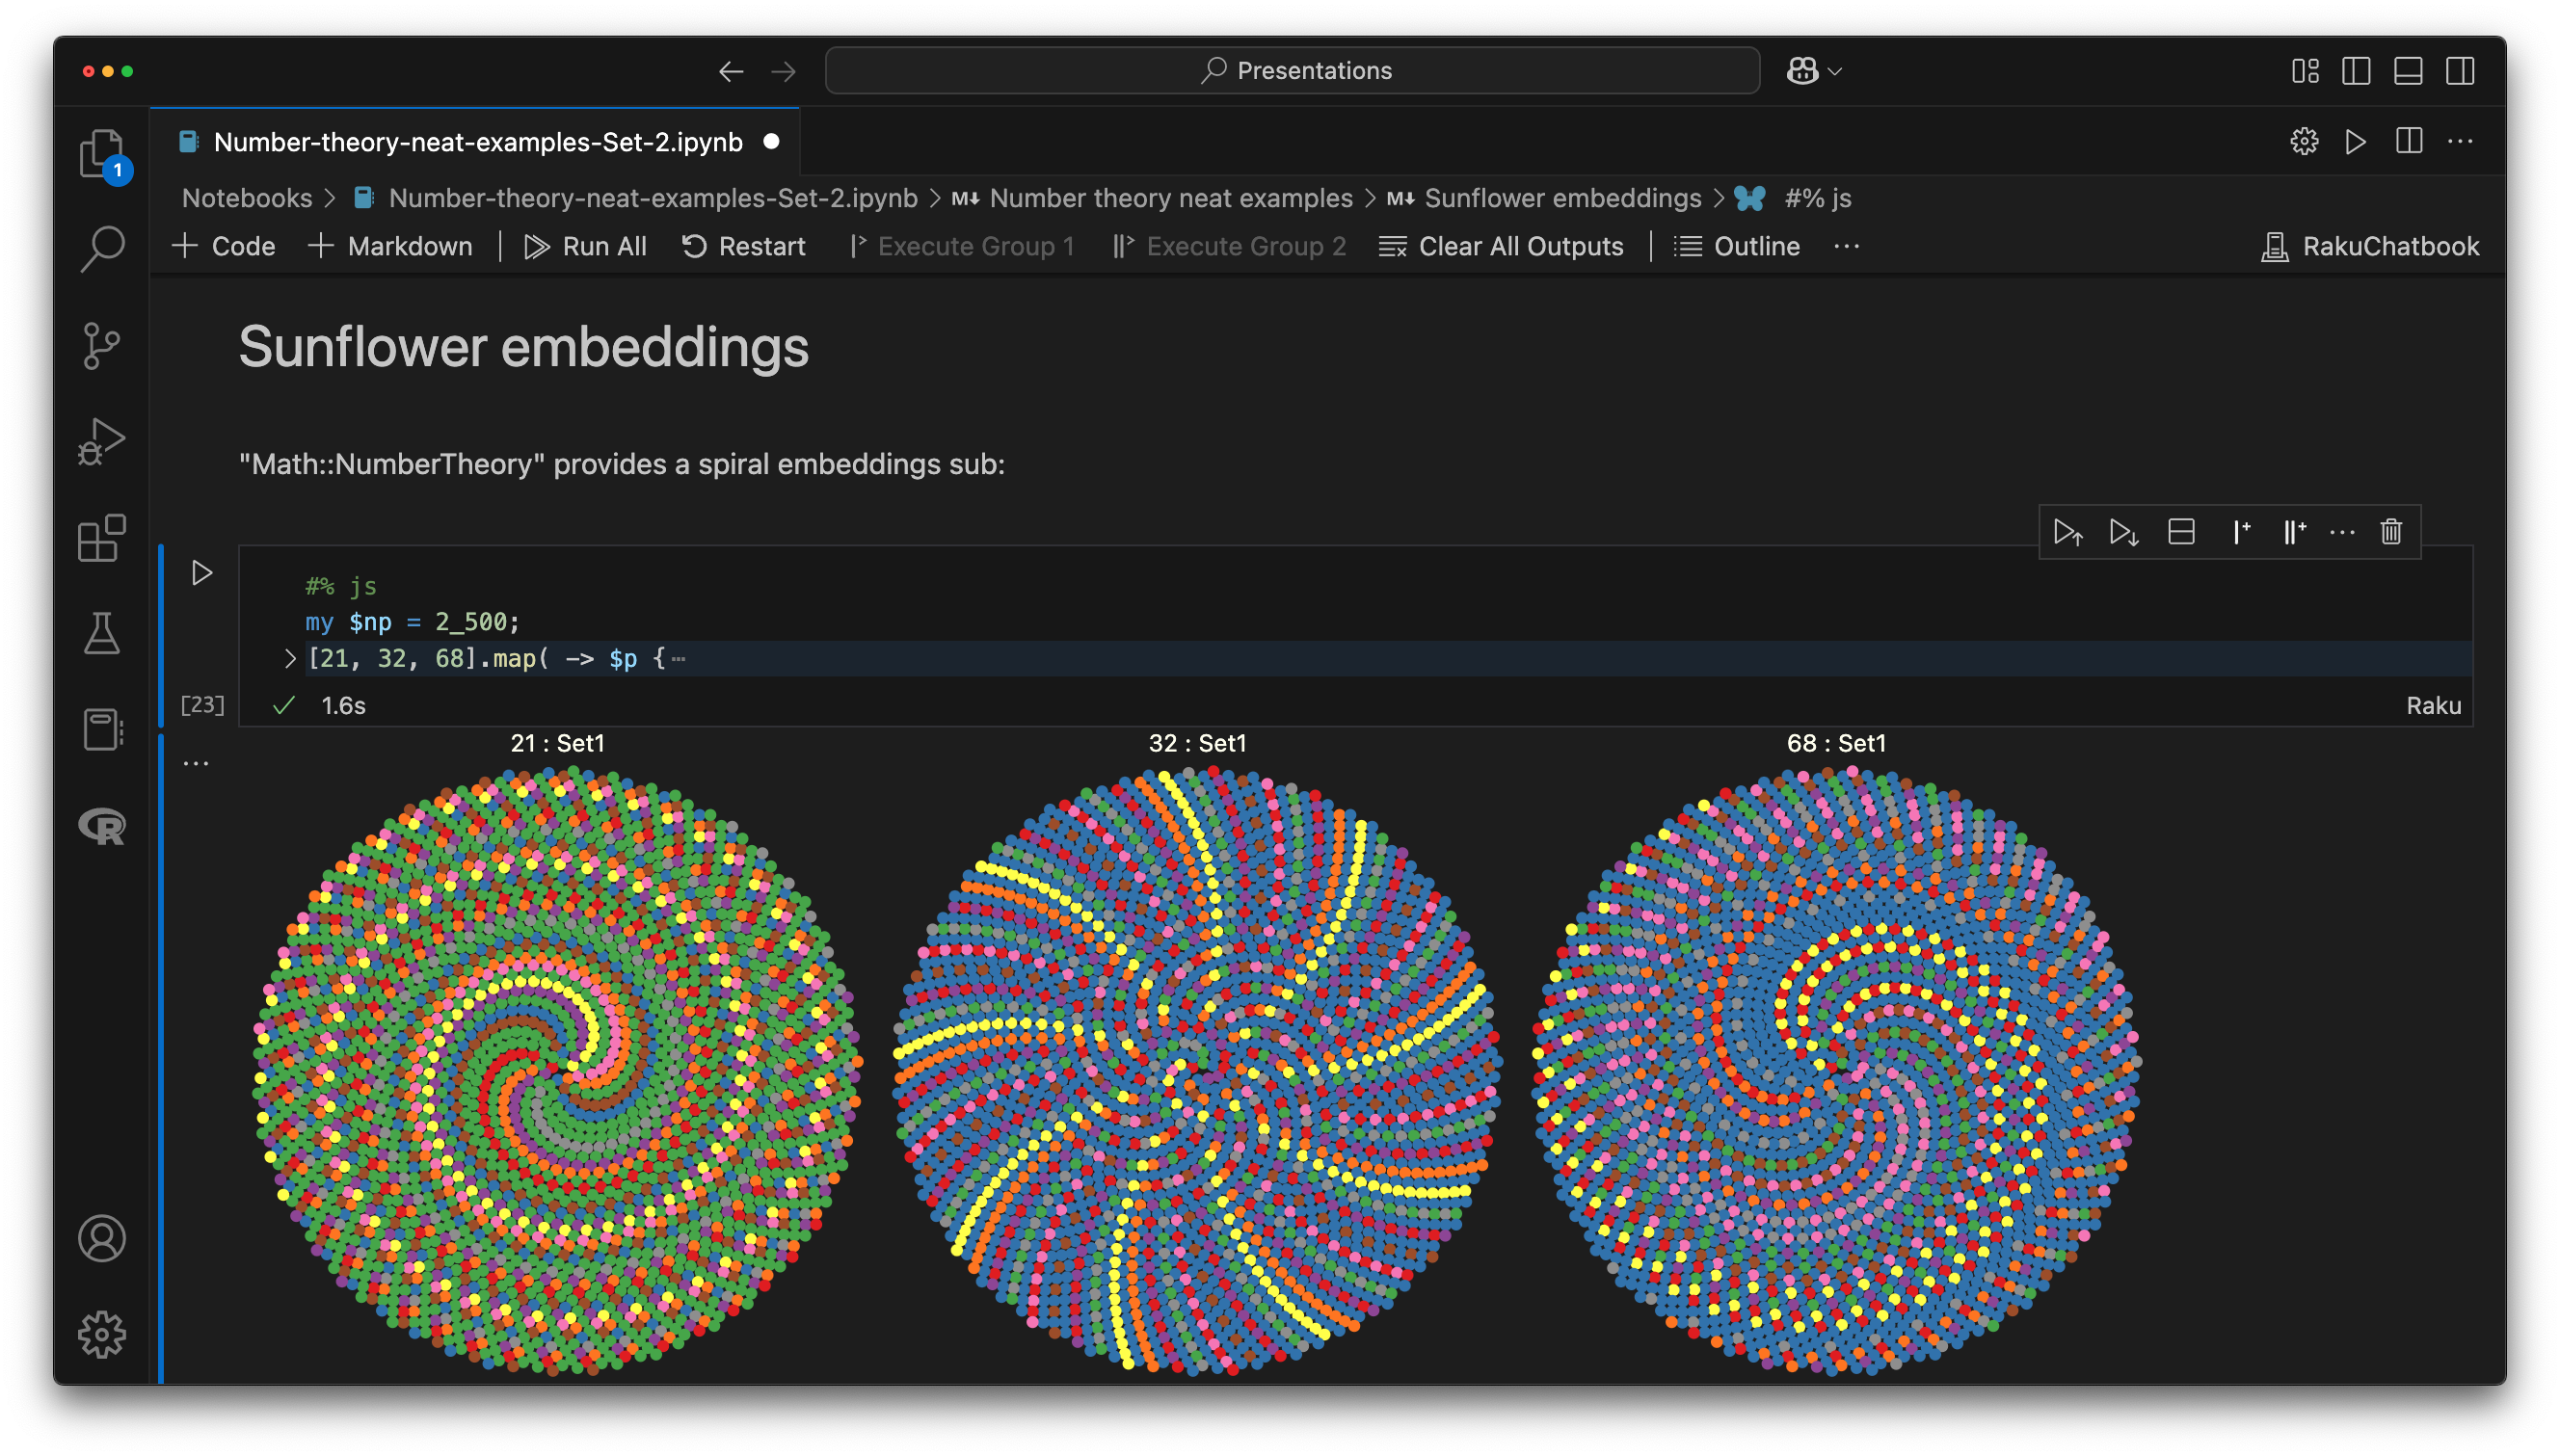 Presentations
Number-theory-neat-examples-Set-2.ipynb
1
Notebooks > Number-theory-neat-examples-Set-2.ipynb > M↓ Number theory neat examples > M↓ Sunflower embeddings > #% js
+ Code + Markdown | Run All Restart Execute Group 1 Execute Group 2 Clear All Outputs | Outline ··· RakuChatbook
Sunflower embeddings
"Math::NumberTheory" provides a spiral embeddings sub:
#% js
my $np = 2_500;
[21, 32, 68].map( -> $p { ···
[23] ✓ 1.6s Raku
21 : Set1 32 : Set1 68 : Set1
R